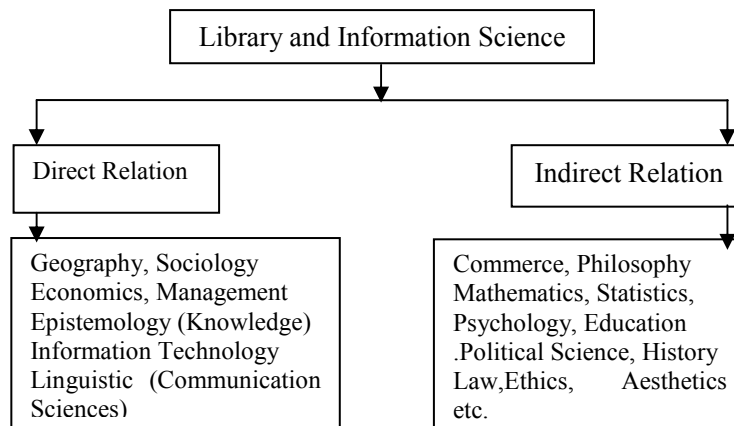 Library and Information Science
Direct Relation
Indirect Relation
Geography, Sociology
Economics, Management
Epistemology (Knowledge)
Information Technology
Linguistic (Communication
Sciences)
Commerce, Philosophy
Mathematics, Statistics,
Psychology, Education
.Political Science, History
Law,Ethics, Aesthetics
etc.